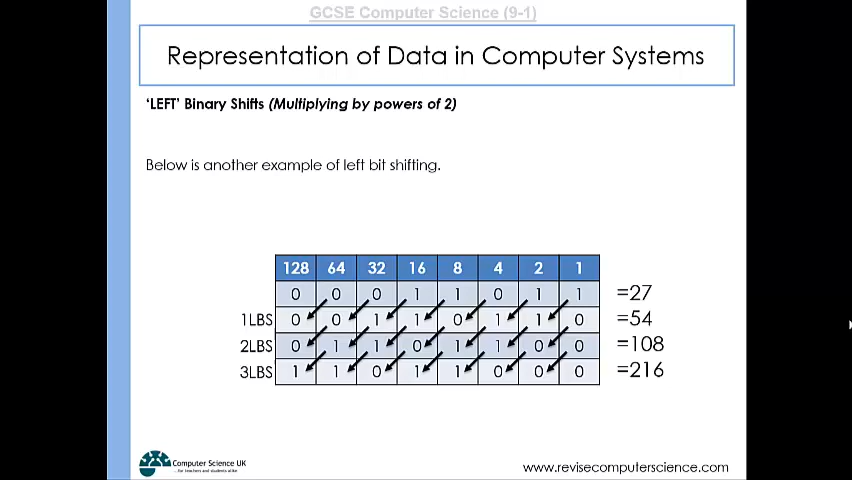 GCSE Computer Science (9-1)
Representation of Data in Computer Systems
‘LEFT’ Binary Shifts (Multiplying by powers of 2)
Below is another example of left bit shifting.
128 64 32 16 8 4 2 1
0 0 0 1 1 0 1 1 =27
1LBS 0 0 1 1 0 1 1 0 =54
2LBS 0 1 1 0 1 1 0 0 =108
3LBS 1 1 0 1 1 0 0 0 =216
Computer Science UK
...for teachers and students alike
www.revisecomputerscience.com